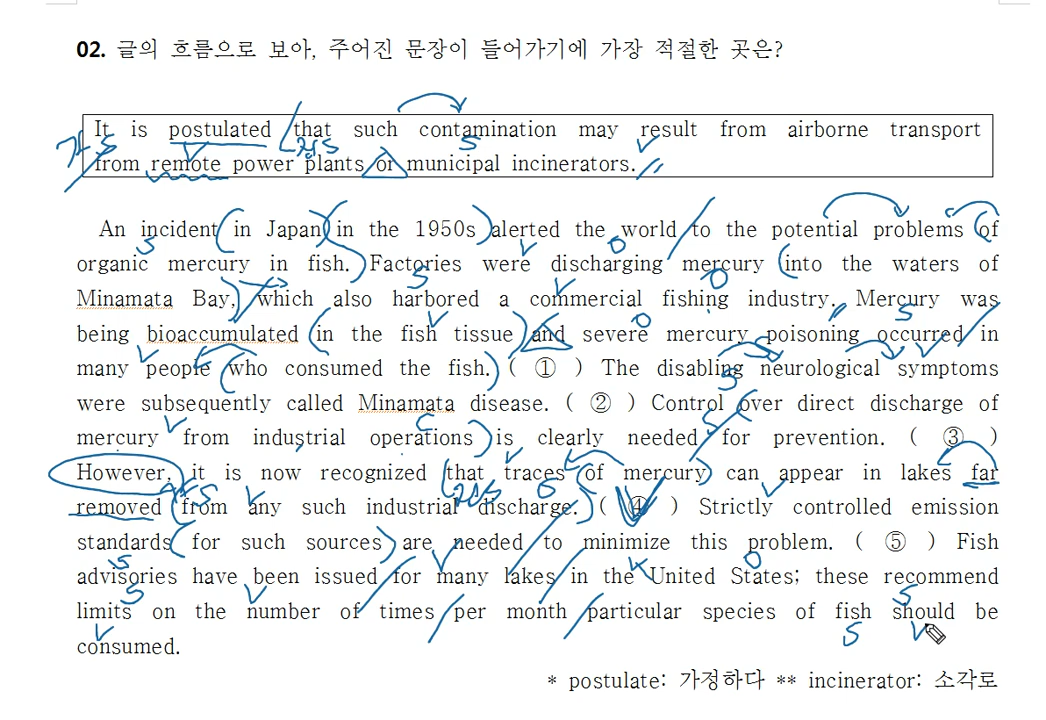 02. 글의 흐름으로 보아, 주어진 문장이 들어가기에 가장 적절한 곳은?
It is postulated that such contamination may result from airborne transport
from remote power plants or municipal incinerators.
An incident in Japan in the 1950s alerted the world to the potential problems of
organic mercury in fish. Factories were discharging mercury into the waters of
Minamata Bay, which also harbored a commercial fishing industry. Mercury was
being bioaccumulated in the fish tissue and severe mercury poisoning occurred in
many people who consumed the fish. ( ① ) The disabling neurological symptoms
were subsequently called Minamata disease. ( ② ) Control over direct discharge of
mercury from industrial operations is clearly needed for prevention. ( ③ )
However, it is now recognized that traces of mercury can appear in lakes far
removed from any such industrial discharge. ( ④ ) Strictly controlled emission
standards for such sources are needed to minimize this problem. ( ⑤ ) Fish
advisories have been issued for many lakes in the United States; these recommend
limits on the number of times per month particular species of fish should be
consumed.
* postulate: 가정하다 ** incinerator: 소각로